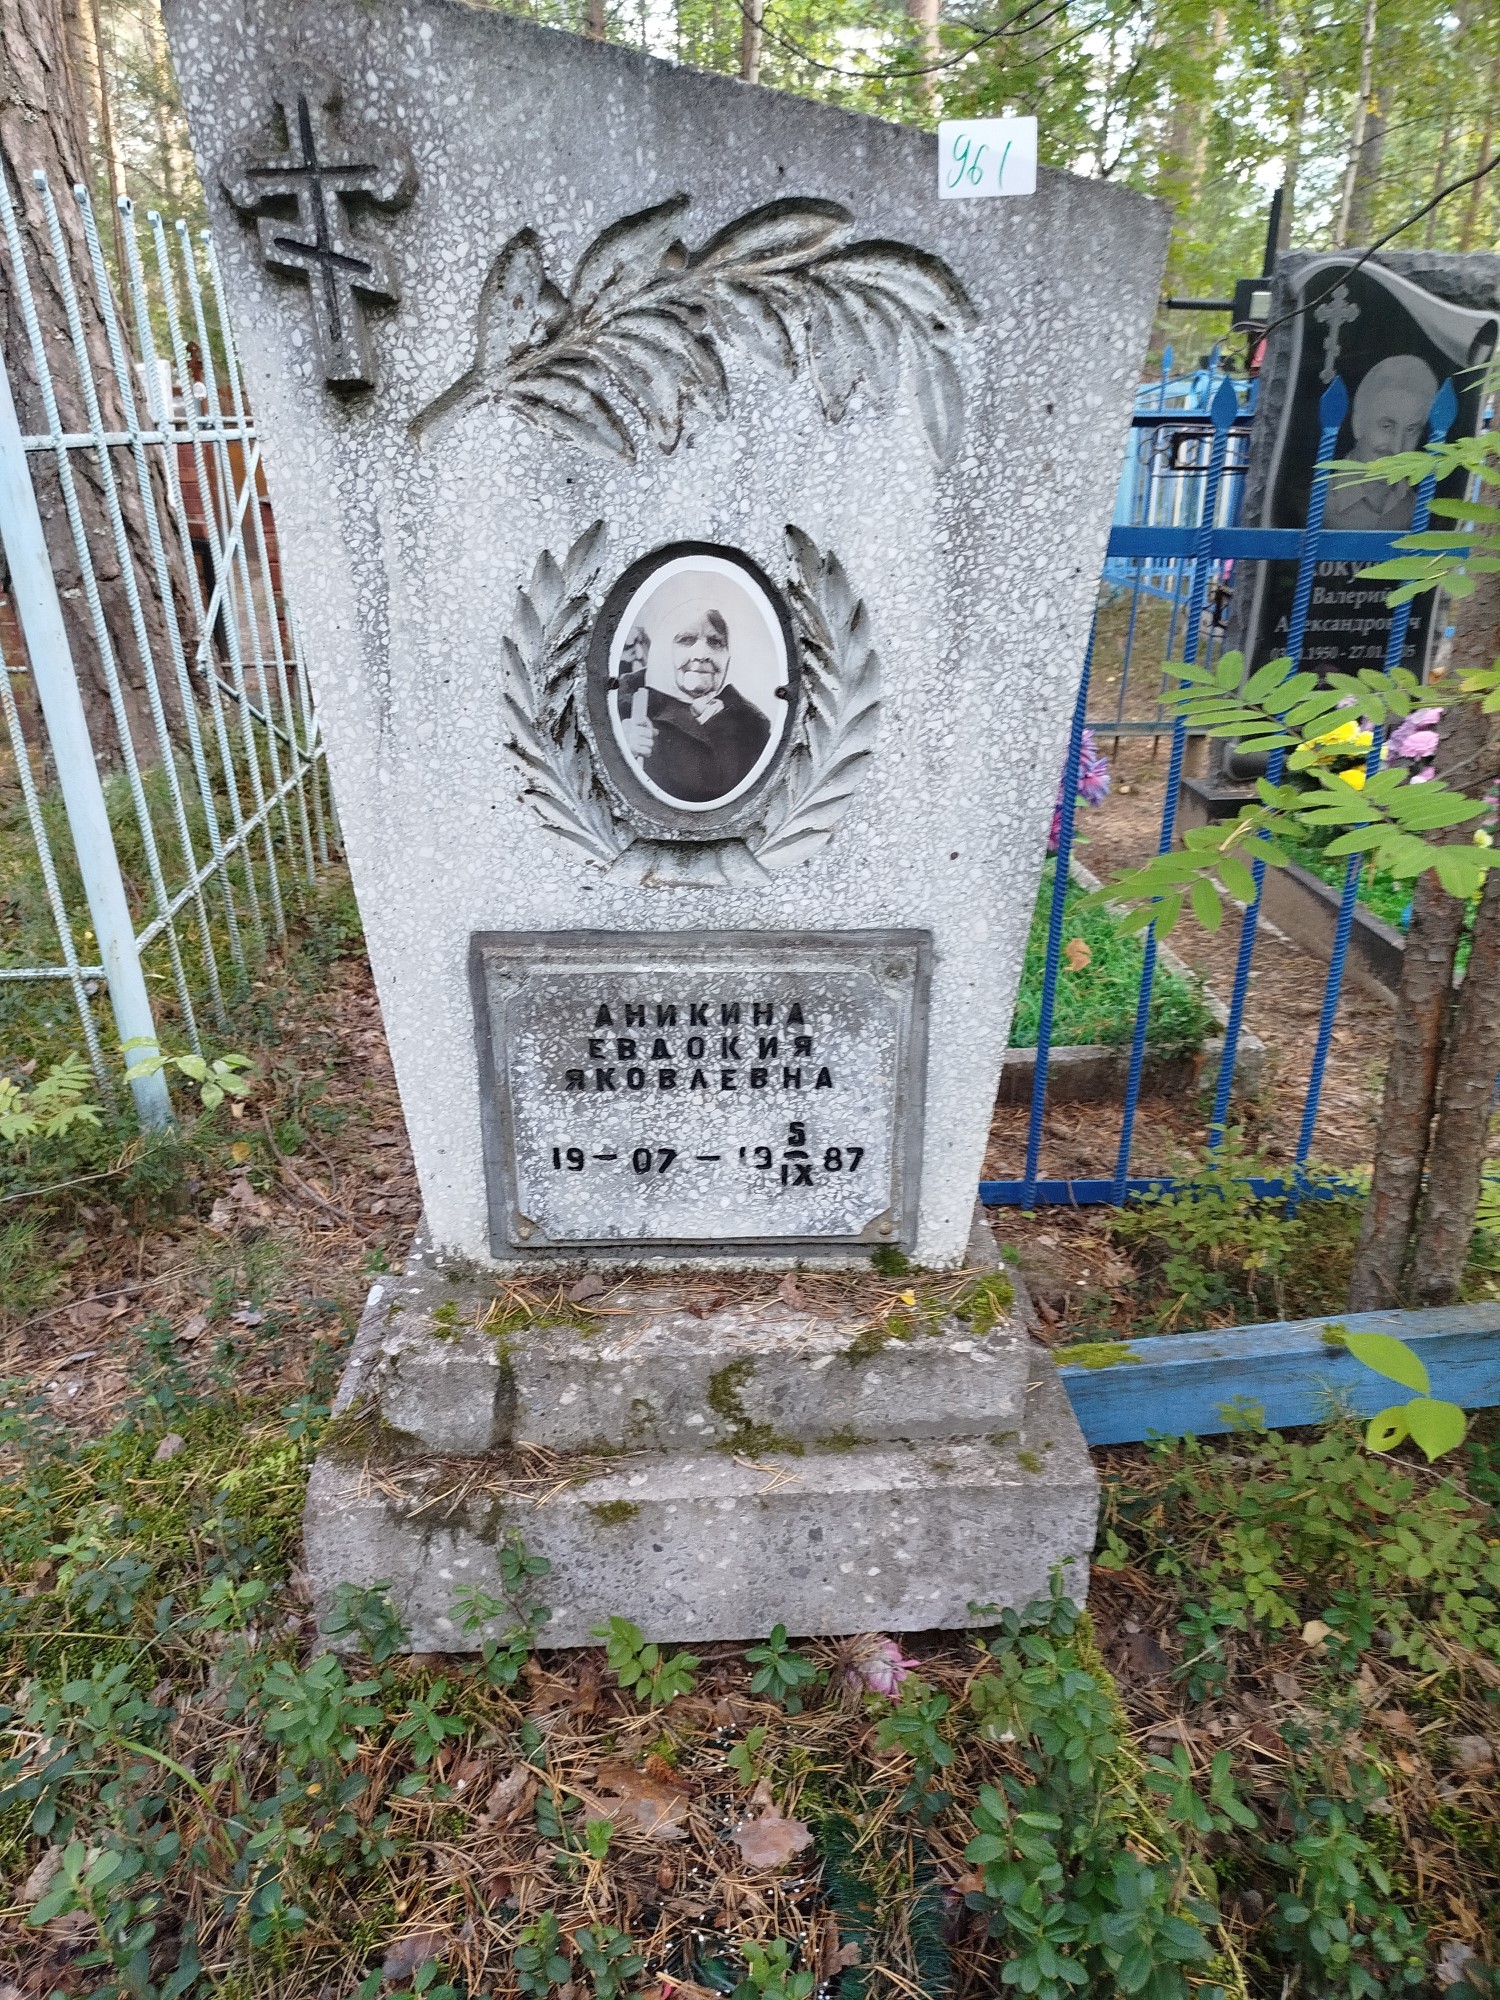 961
АНИКИНА
ЕВДОКИЯ
ЯКОВЛЕВНА
19-07-19 5/IX 87
Валерий
Александрович